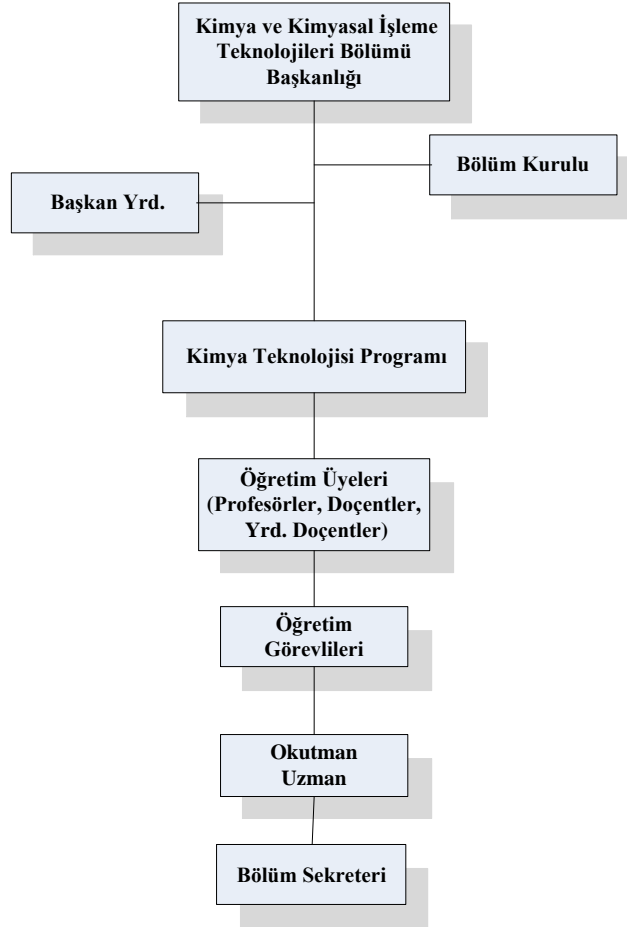 Kimya ve Kimyasal İşleme
Teknolojileri Bölümü
Başkanlığı
Bölüm Kurulu
Başkan Yrd.
Kimya Teknolojisi Programı
Öğretim Üyeleri
(Profesörler, Doçentler,
Yrd. Doçentler)
Öğretim
Görevlileri
Okutman
Uzman
Bölüm Sekreteri